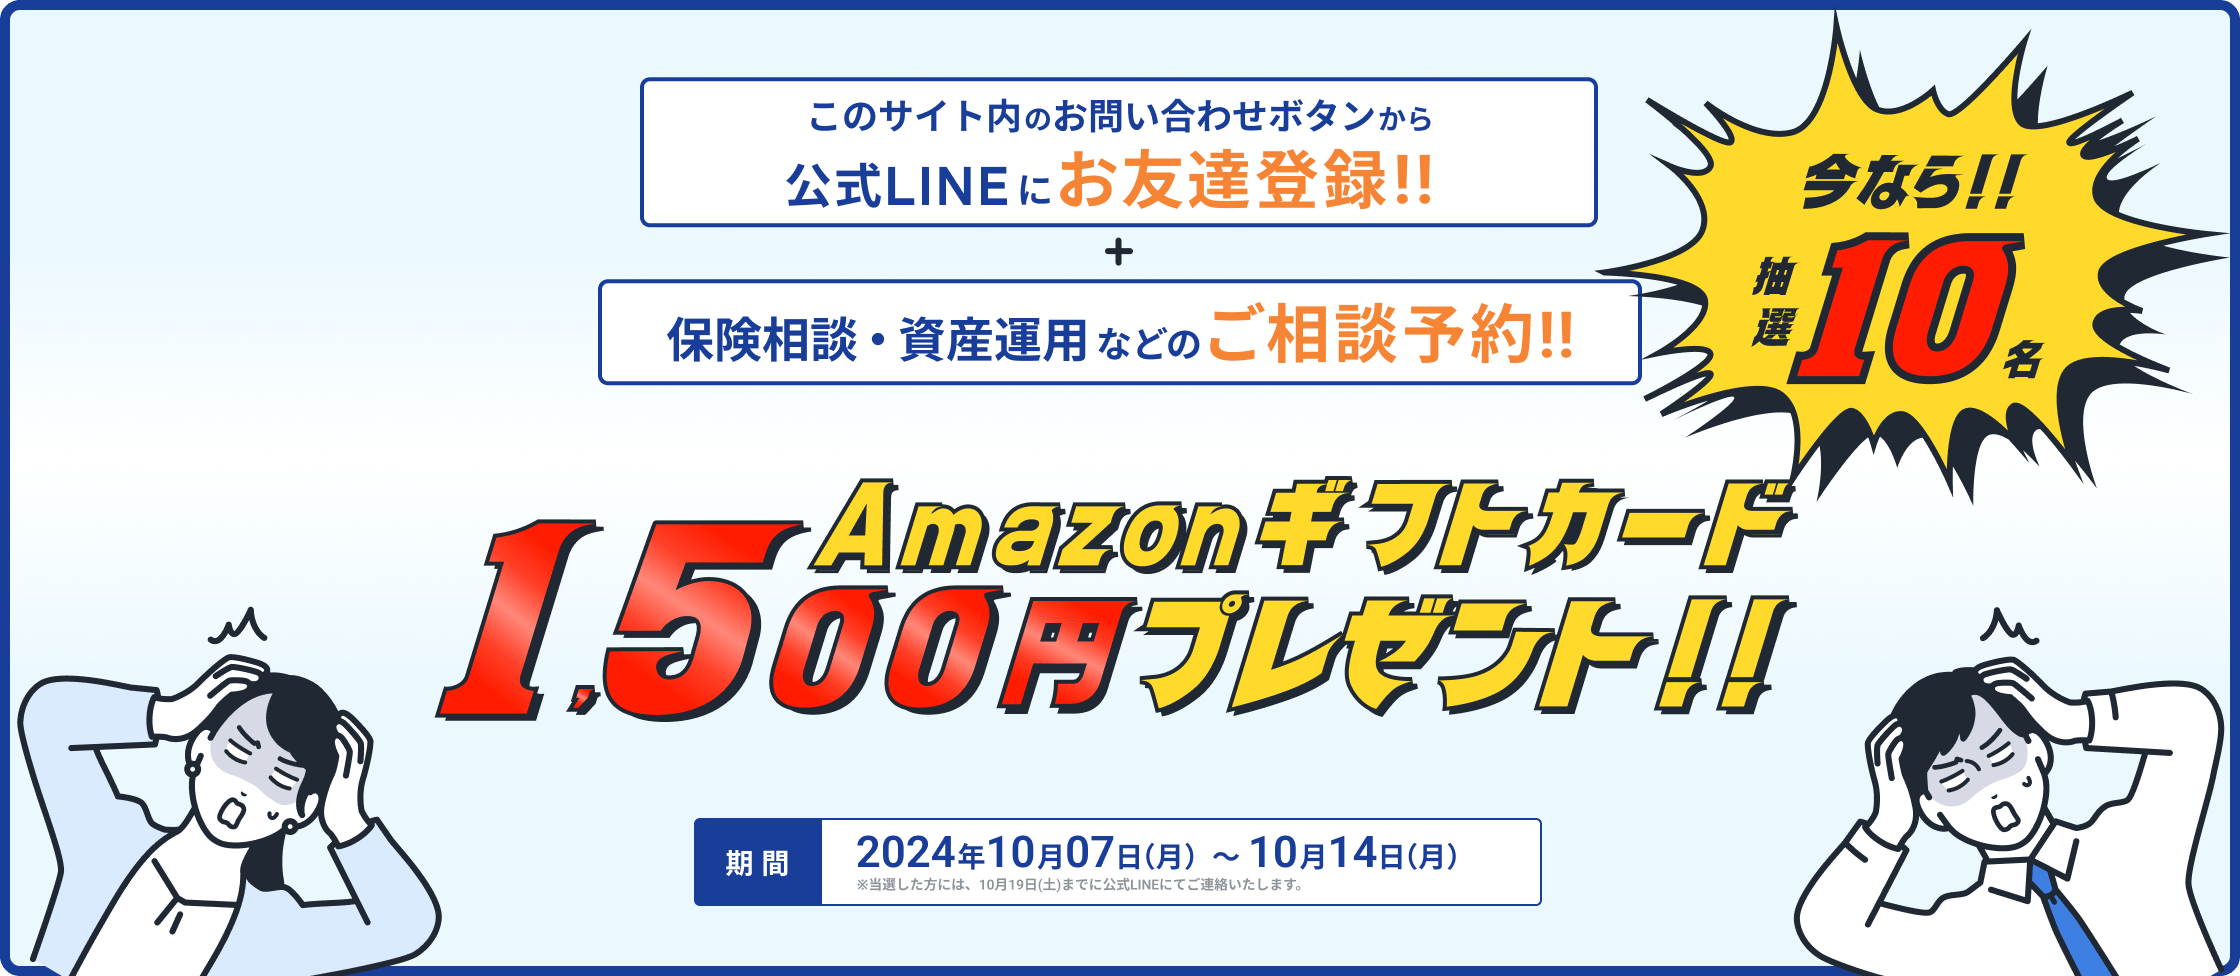 このサイト内のお問い合わせボタンから
公式LINEにお友達登録!!
+
保険相談・資産運用などのご相談予約!!
今なら!!
抽選10名
Amazonギフトカード
1,500円プレゼント!!
期間
2024年10月07日(月) ～ 10月14日(月)
※当選した方には、10月19日(土)までに公式LINEにてご連絡いたします。